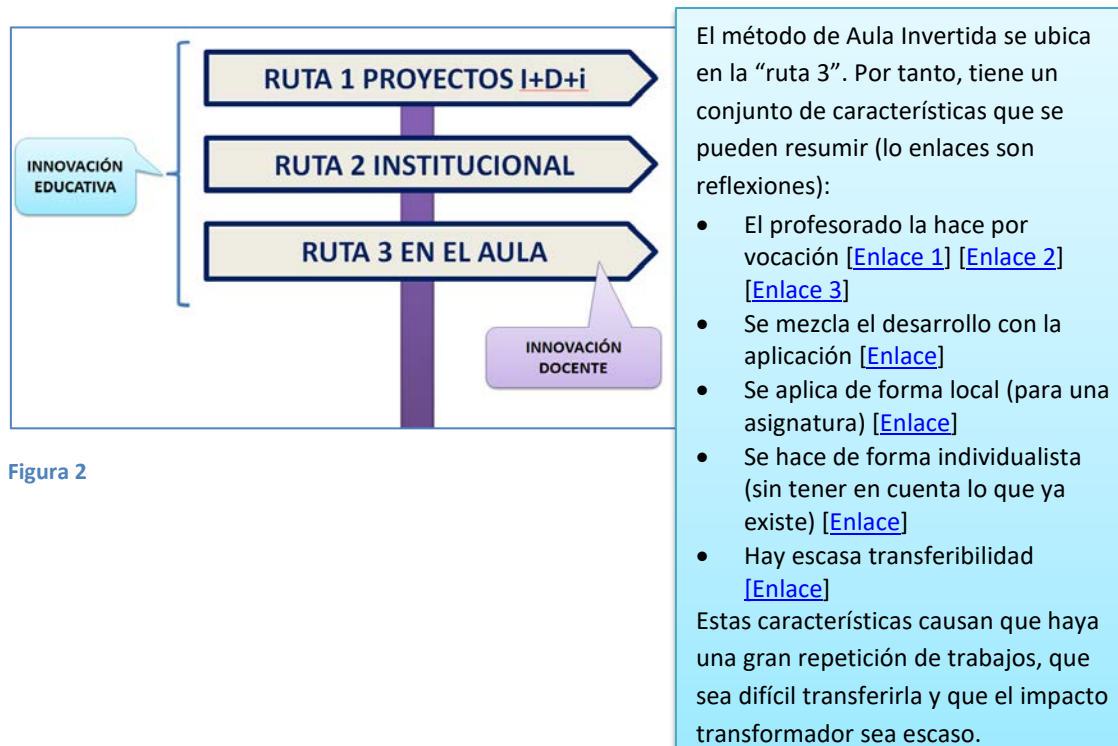 RUTA 1 PROYECTOS I+D+i
RUTA 2 INSTITUCIONAL
INNOVACIÓN
EDUCATIVA
RUTA 3 EN EL AULA
INNOVACIÓN
DOCENTE
Figura 2
El método de Aula Invertida se ubica
en la “ruta 3”. Por tanto, tiene un
conjunto de características que se
pueden resumir (lo enlaces son
reflexiones):
• El profesorado la hace por
vocación [Enlace 1] [Enlace 2]
[Enlace 3]
• Se mezcla el desarrollo con la
aplicación [Enlace]
• Se aplica de forma local (para una
asignatura) [Enlace]
• Se hace de forma individualista
(sin tener en cuenta lo que ya
existe) [Enlace]
• Hay escasa transferibilidad
[Enlace]
Estas características causan que haya
una gran repetición de trabajos, que
sea difícil transferirla y que el impacto
transformador sea escaso.